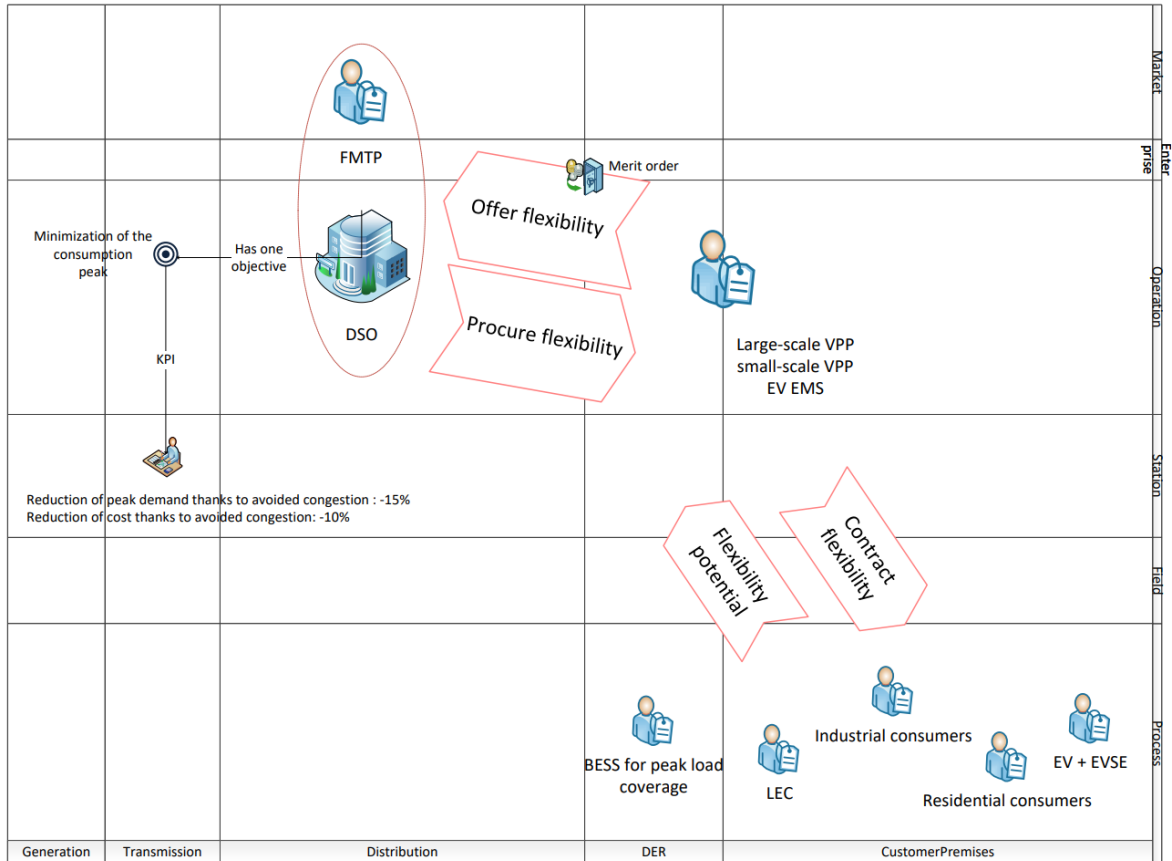 Market
FMTP
Enter
prise
Merit order
Offer flexibility
Minimization of the
consumption
peak
Has one
objective
Operation
Procure flexibility
DSO
Large-scale VPP
small-scale VPP
EV EMS
KPI
Station
Reduction of peak demand thanks to avoided congestion : -15%
Reduction of cost thanks to avoided congestion: -10%
Flexibility
potential
Contract
flexibility
Field
Process
Industrial consumers
BESS for peak load
coverage
LEC
EV + EVSE
Residential consumers
Generation
Transmission
Distribution
DER
CustomerPremises